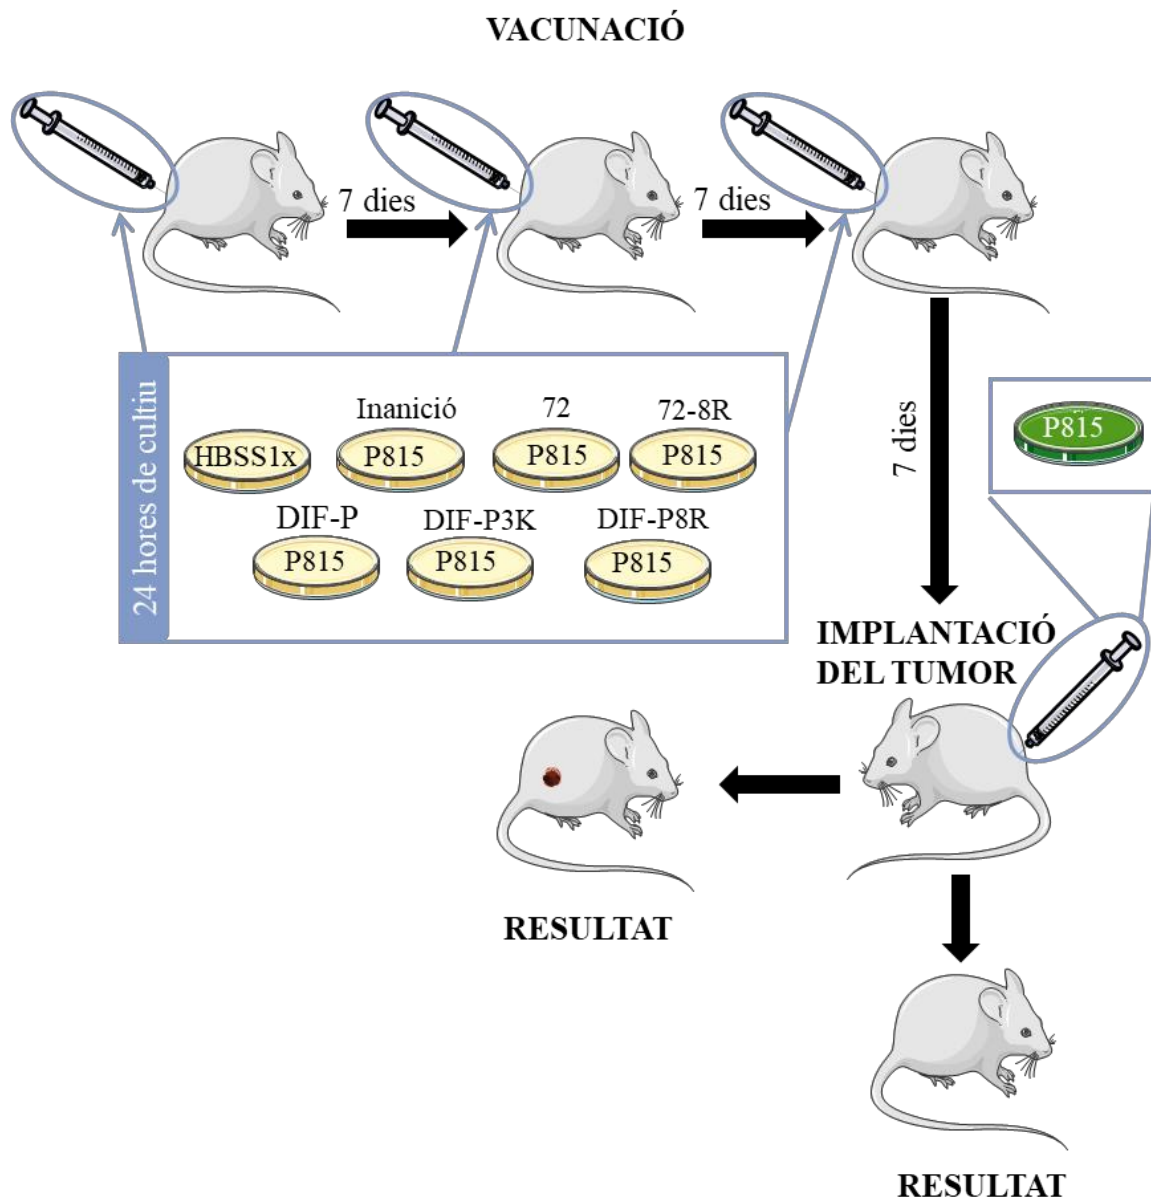 VACUNACIÓ
7 dies
7 dies
24 hores de cultiu
Inanició
72
72-8R
HBSS1x
P815
P815
P815
DIF-P
DIF-P3K
DIF-P8R
P815
P815
P815
7 dies
P815
IMPLANTACIÓ
DEL TUMOR
RESULTAT
RESULTAT